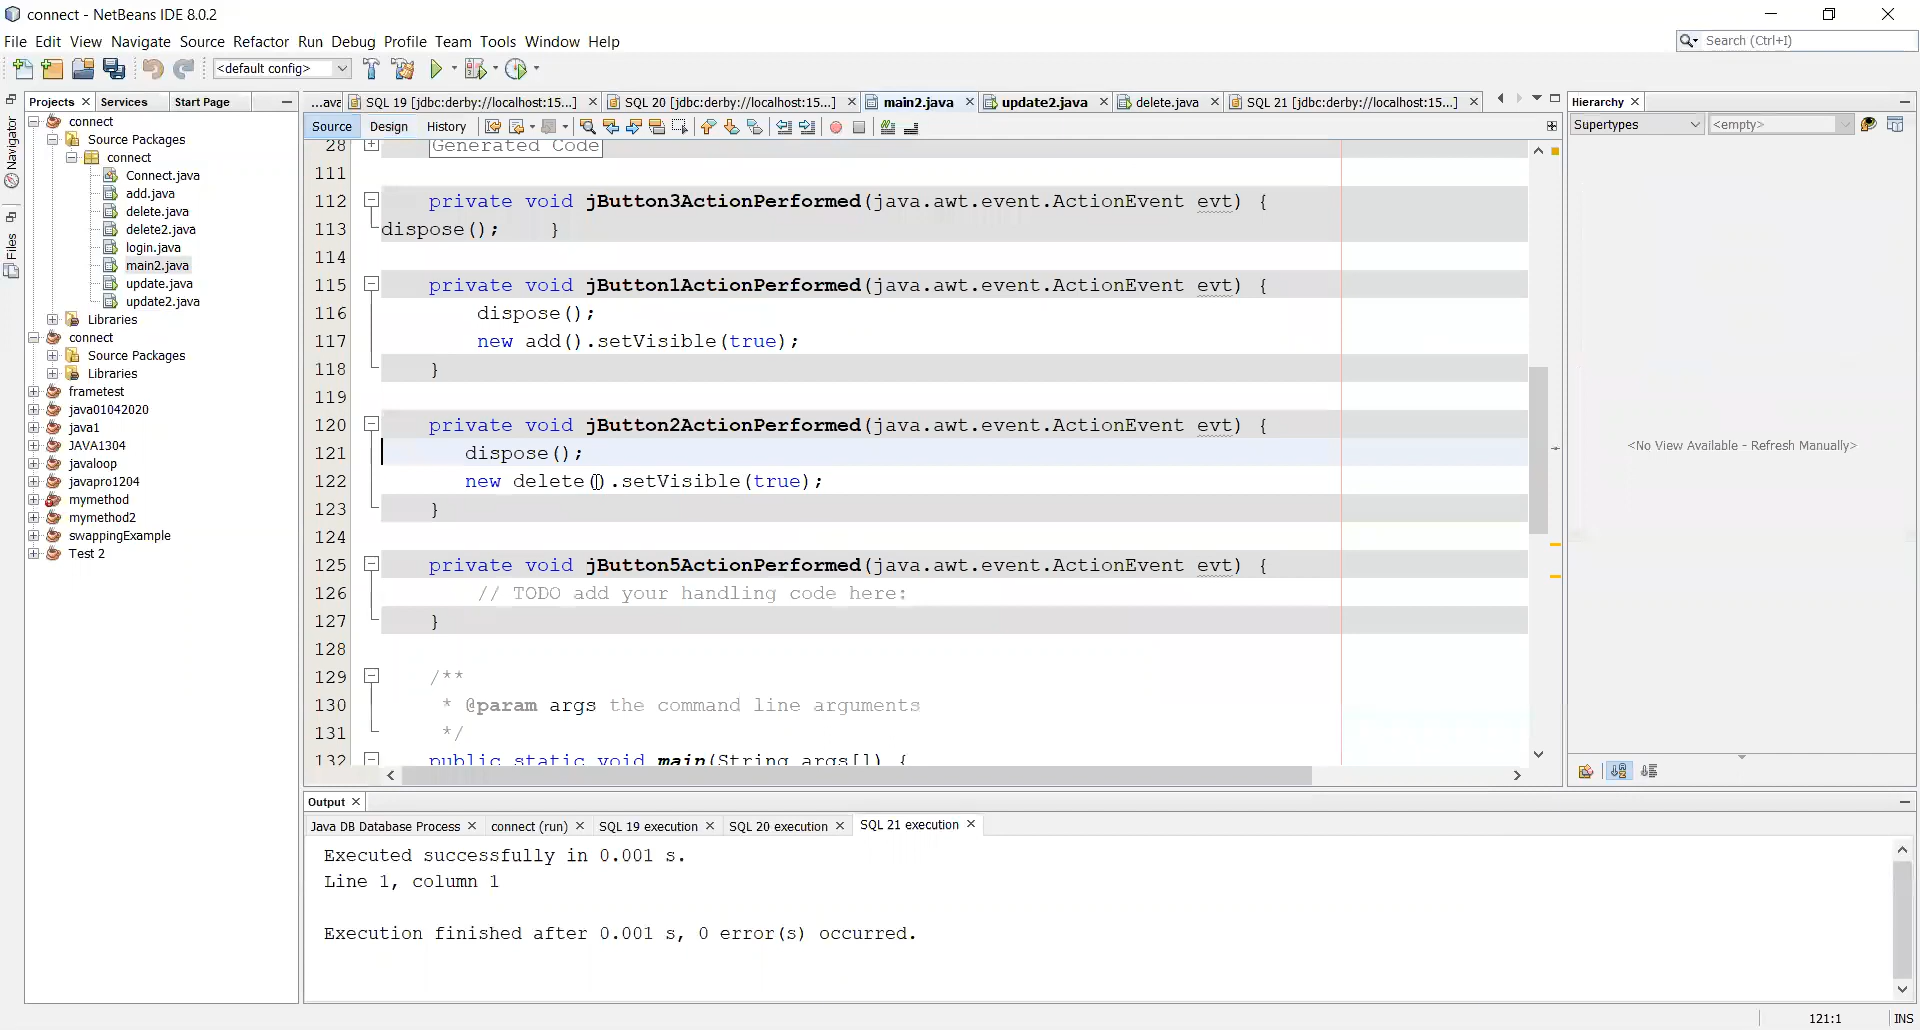 connect - NetBeans IDE 8.0.2
File Edit View Navigate Source Refactor Run Debug Profile Team Tools Window Help
Search (Ctrl+I)
<default config>
Projects Services Start Page
Navigator
Files
connect
Source Packages
connect
Connect.java
add.java
delete.java
delete2.java
login.java
main2.java
update.java
update2.java
Libraries
connect
Source Packages
Libraries
frametest
java01042020
java1
JAVA1304
javaloop
javapro1204
mymethod
mymethod2
swappingExample
Test 2
...ava SQL 19 [jdbc:derby://localhost:15...] SQL 20 [jdbc:derby://localhost:15...] main2.java update2.java delete.java SQL 21 [jdbc:derby://localhost:15...]
Source Design History
28 Generated Code
111
112 private void jButton3ActionPerformed(java.awt.event.ActionEvent evt) {
113 dispose(); }
114
115 private void jButton1ActionPerformed(java.awt.event.ActionEvent evt) {
116 dispose();
117 new add().setVisible(true);
118 }
119
120 private void jButton2ActionPerformed(java.awt.event.ActionEvent evt) {
121 dispose();
122 new delete().setVisible(true);
123 }
124
125 private void jButton5ActionPerformed(java.awt.event.ActionEvent evt) {
126 // TODO add your handling code here:
127 }
128
129 /**
130 * @param args the command line arguments
131 */
132 public static void main(String args[]) {
Hierarchy
Supertypes <empty>
<No View Available - Refresh Manually>
Output
Java DB Database Process connect (run) SQL 19 execution SQL 20 execution SQL 21 execution
Executed successfully in 0.001 s.
Line 1, column 1
Execution finished after 0.001 s, 0 error(s) occurred.
121:1 INS